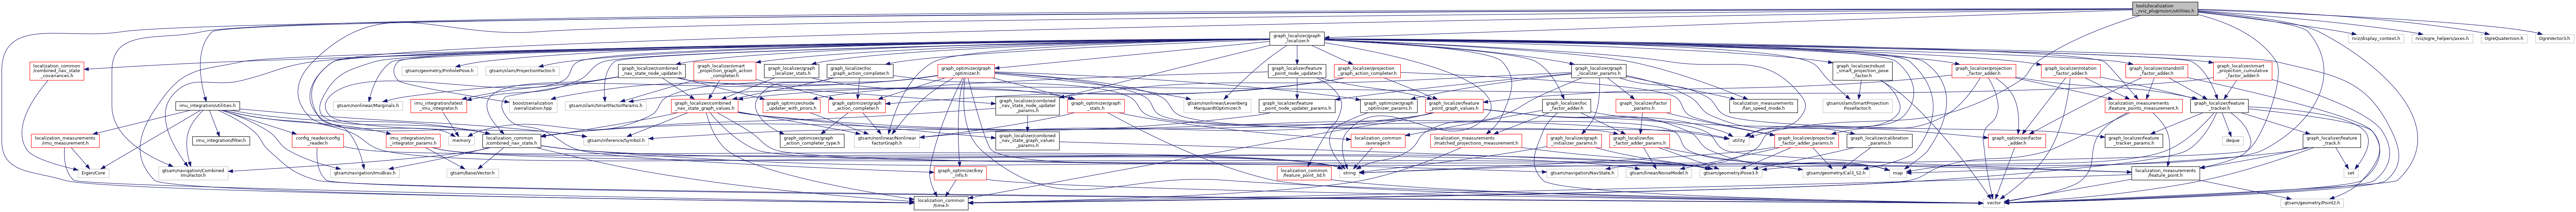 tools/localization
_rviz_plugins/src/utilities.h
graph_localizer/graph
_localizer.h
rviz/display_context.h
rviz/ogre_helpers/axes.h
OgreQuaternion.h
OgreVector3.h
localization_common
/combined_nav_state
_covariances.h
gtsam/geometry/PinholePose.h
gtsam/slam/ProjectionFactor.h
graph_localizer/combined
_nav_state_node_updater.h
graph_localizer/smart
_projection_graph_action
_completer.h
graph_localizer/graph
_localizer_stats.h
graph_localizer/loc
_graph_action_completer.h
graph_optimizer/graph
_optimizer.h
graph_localizer/feature
_point_node_updater.h
graph_localizer/projection
_graph_action_completer.h
graph_localizer/graph
_localizer_params.h
graph_localizer/robust
_smart_projection_pose
_factor.h
graph_localizer/projection
_factor_adder.h
graph_localizer/rotation
_factor_adder.h
graph_localizer/standstill
_factor_adder.h
graph_localizer/smart
_projection_cumulative
_factor_adder.h
imu_integration/utilities.h
gtsam/nonlinear/Marginals.h
imu_integration/latest
_imu_integrator.h
boost/serialization
/serialization.hpp
gtsam/slam/SmartFactorParams.h
graph_localizer/combined
_nav_state_graph_values.h
graph_optimizer/node
_updater_with_priors.h
graph_optimizer/graph
_action_completer.h
graph_localizer/combined
_nav_state_node_updater
_params.h
graph_optimizer/graph
_stats.h
gtsam/nonlinear/Levenberg
MarquardtOptimizer.h
graph_localizer/feature
_point_node_updater_params.h
graph_optimizer/graph
_optimizer_params.h
graph_localizer/feature
_point_graph_values.h
graph_localizer/loc
_factor_adder.h
graph_localizer/factor
_params.h
localization_measurements
/fan_speed_mode.h
gtsam/slam/SmartProjection
PoseFactor.h
localization_measurements
/feature_points_measurement.h
graph_localizer/feature
_tracker.h
localization_measurements
/imu_measurement.h
imu_integration/filter.h
config_reader/config
_reader.h
imu_integration/imu
_integrator_params.h
memory
localization_common
/combined_nav_state.h
gtsam/inference/Symbol.h
graph_optimizer/graph
_action_completer_type.h
gtsam/nonlinear/Nonlinear
FactorGraph.h
graph_localizer/combined
_nav_state_graph_values
_params.h
localization_common
/averager.h
localization_measurements
/matched_projections_measurement.h
graph_localizer/graph
_initializer_params.h
graph_localizer/loc
_factor_adder_params.h
utility
graph_localizer/projection
_factor_adder_params.h
graph_localizer/calibration
_params.h
graph_optimizer/factor
_adder.h
graph_localizer/feature
_tracker_params.h
deque
graph_localizer/feature
_track.h
Eigen/Core
gtsam/navigation/Combined
ImuFactor.h
gtsam/navigation/ImuBias.h
gtsam/base/Vector.h
graph_optimizer/key
_info.h
localization_common
/feature_point_3d.h
string
gtsam/navigation/NavState.h
gtsam/linear/NoiseModel.h
gtsam/geometry/Pose3.h
gtsam/geometry/Cal3_S2.h
map
localization_measurements
/feature_point.h
set
localization_common
/time.h
vector
gtsam/geometry/Point2.h